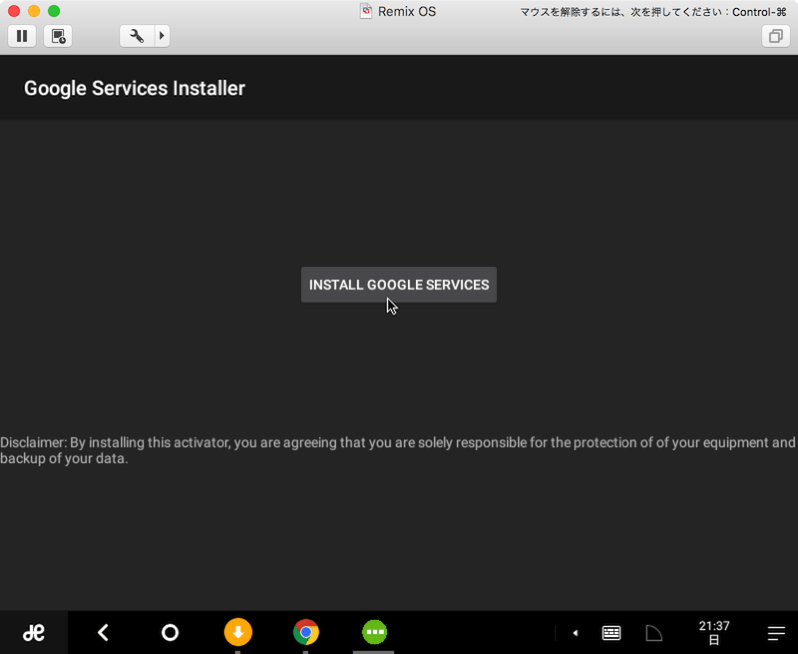 Remix OS
マウスを解除するには、次を押してください：Control-⌘
Google Services Installer
INSTALL GOOGLE SERVICES
Disclaimer: By installing this activator, you are agreeing that you are solely responsible for the protection of of your equipment and
backup of your data.
21:37
日